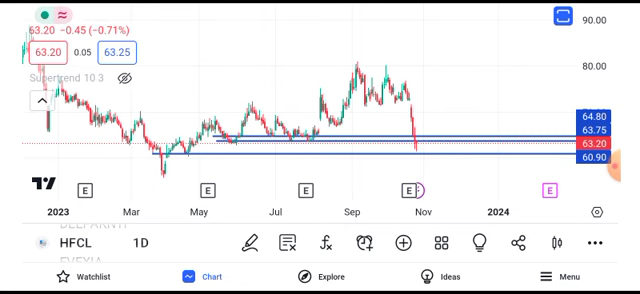 90.00
63.20 −0.45 (−0.71%)
63.20 0.05 63.25
80.00
Supertrend 10 3
64.80
63.75
63.20
60.90
E E E E E
2023 Mar May Jul Sep Nov 2024
HFCL 1D
Watchlist Chart Explore Ideas Menu